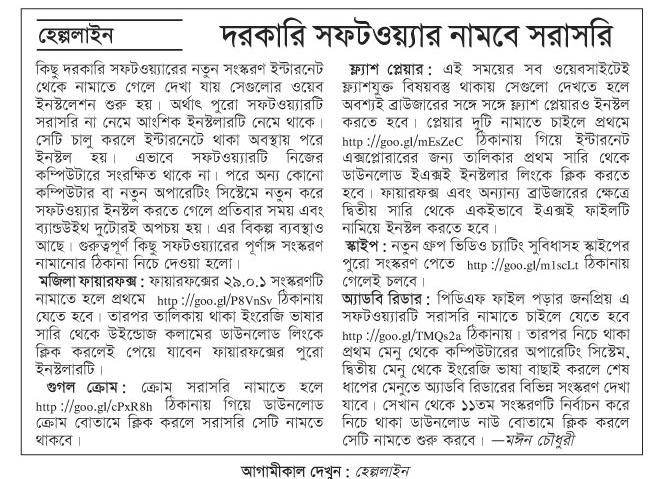 হেল্পলাইন
দরকারি সফটওয়্যার নামবে সরাসরি
কিছু দরকারি সফটওয়্যারের নতুন সংস্করণ ইন্টারনেট
থেকে নামাতে গেলে দেখা যায় সেগুলোর ওয়েব
ইনস্টলেশন শুরু হয়। অর্থাৎ পুরো সফটওয়্যারটি
সরাসরি না নেমে আংশিক ইনস্টলারটি নেমে থাকে।
সেটি চালু করলে ইন্টারনেটে থাকা অবস্থায় পরে
ইনস্টল হয়। এভাবে সফটওয়্যারটি নিজের
কম্পিউটারে সংরক্ষিত থাকে না। পরে অন্য কোনো
কম্পিউটার বা নতুন অপারেটিং সিস্টেমে নতুন করে
সফটওয়্যার ইনস্টল করতে গেলে প্রতিবার সময় এবং
ব্যান্ডউইথ দুটোরই অপচয় হয়। এর বিকল্প ব্যবস্থাও
আছে। গুরুত্বপূর্ণ কিছু সফটওয়্যারের পূর্ণাঙ্গ সংস্করণ
নামানোর ঠিকানা নিচে দেওয়া হলো।
মজিলা ফায়ারফক্স : ফায়ারফক্সের ২৯.০.১ সংস্করণটি
নামাতে হলে প্রথমে http://goo.gl/P8VnSv ঠিকানায়
যেতে হবে। তারপর তালিকায় থাকা ইংরেজি ভাষার
সারি থেকে উইন্ডোজ কলামের ডাউনলোড লিংকে
ক্লিক করলেই পেয়ে যাবেন ফায়ারফক্সের পুরো
ইনস্টলারটি।
গুগল ক্রোম : ক্রোম সরাসরি নামাতে হলে
http://goo.gl/cPxR8h ঠিকানায় গিয়ে ডাউনলোড
ক্রোম বোতামে ক্লিক করলে সরাসরি সেটি নামতে
থাকবে।
ফ্ল্যাশ প্লেয়ার : এই সময়ের সব ওয়েবসাইটেই
ফ্ল্যাশযুক্ত বিষয়বস্তু থাকায় সেগুলো দেখতে হলে
অবশ্যই ব্রাউজারের সঙ্গে সঙ্গে ফ্ল্যাশ প্লেয়ারও ইনস্টল
করতে হবে। প্লেয়ার দুটি নামাতে চাইলে প্রথমে
http://goo.gl/mEsZeC ঠিকানায় গিয়ে ইন্টারনেট
এক্সপ্লোরারের জন্য তালিকার প্রথম সারি থেকে
ডাউনলোড ইএক্সই ইনস্টলার লিংকে ক্লিক করতে
হবে। ফায়ারফক্স এবং অন্যান্য ব্রাউজারের ক্ষেত্রে
দ্বিতীয় সারি থেকে একইভাবে ইএক্সই ফাইলটি
নামিয়ে ইনস্টল করতে হবে।
স্কাইপ : নতুন গ্রুপ ভিডিও চ্যাটিং সুবিধাসহ স্কাইপের
পুরো সংস্করণ পেতে http://goo.gl/m1scLt ঠিকানায়
গেলেই চলবে।
অ্যাডবি রিডার : পিডিএফ ফাইল পড়ার জনপ্রিয় এ
সফটওয়্যারটি সরাসরি নামাতে চাইলে যেতে হবে
http://goo.gl/TMQs2a ঠিকানায়। তারপর নিচে থাকা
প্রথম মেনু থেকে কম্পিউটারের অপারেটিং সিস্টেম,
দ্বিতীয় মেনু থেকে ইংরেজি ভাষা বাছাই করলে শেষ
ধাপের মেনুতে অ্যাডবি রিডারের বিভিন্ন সংস্করণ দেখা
যাবে। সেখান থেকে ১১তম সংস্করণটি নির্বাচন করে
নিচে থাকা ডাউনলোড নাউ বোতামে ক্লিক করলে
সেটি নামতে শুরু করবে। —মঈন চৌধুরী
আগামীকাল দেখুন : হেল্পলাইন